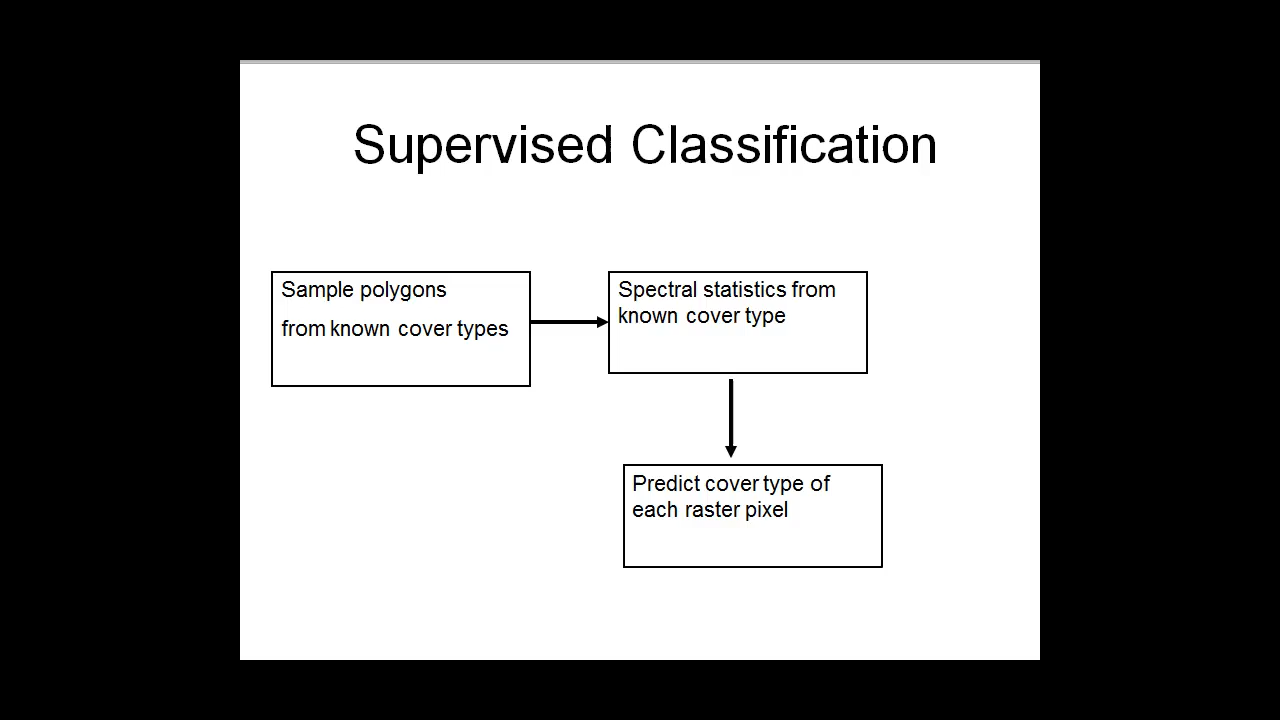 Supervised Classification
Sample polygons
from known cover types
Spectral statistics from
known cover type
Predict cover type of
each raster pixel